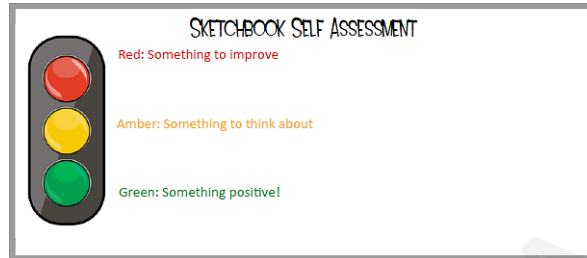 SKETCHBOOK SELF ASSESSMENT
Red: Something to improve
Amber: Something to think about
Green: Something positive!